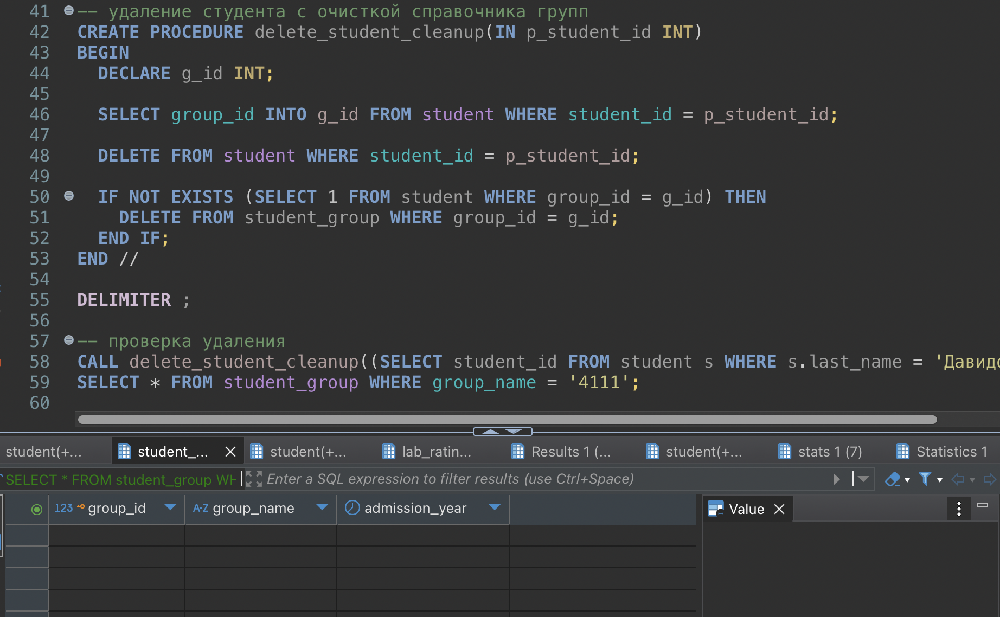 41 -- удаление студента с очисткой справочника групп
42 CREATE PROCEDURE delete_student_cleanup(IN p_student_id INT)
43 BEGIN
44 DECLARE g_id INT;
45
46 SELECT group_id INTO g_id FROM student WHERE student_id = p_student_id;
47
48 DELETE FROM student WHERE student_id = p_student_id;
49
50 IF NOT EXISTS (SELECT 1 FROM student WHERE group_id = g_id) THEN
51 DELETE FROM student_group WHERE group_id = g_id;
52 END IF;
53 END //
54
55 DELIMITER ;
56
57 -- проверка удаления
58 CALL delete_student_cleanup((SELECT student_id FROM student s WHERE s.last_name = 'Давидо
59 SELECT * FROM student_group WHERE group_name = '4111';
60
student(+... student_... student(+... lab_ratin... Results 1 (... student(+... stats 1 (7) Statistics 1
SELECT * FROM student_group WH Enter a SQL expression to filter results (use Ctrl+Space)
123 group_id A-Z group_name admission_year Value